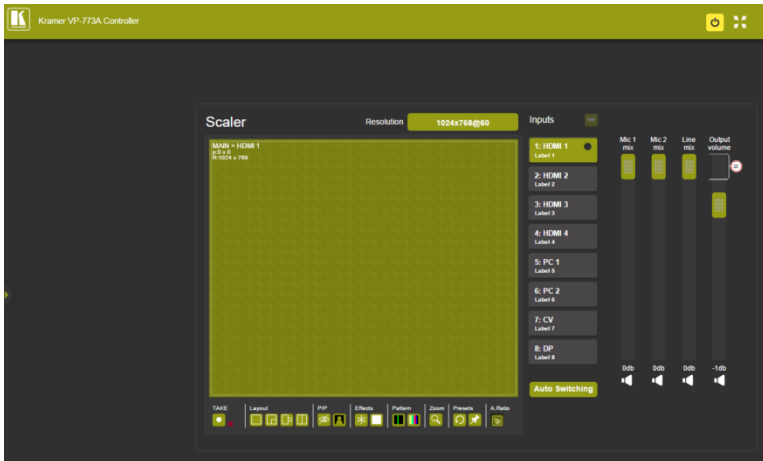 K
Kramer VP-773A Controller
Scaler
Resolution
1024x768@60
Inputs
MAIN > HDMI 1
p:0 x 0
R:1024 x 768
1: HDMI 1
Label 1
2: HDMI 2
Label 2
3: HDMI 3
Label 3
4: HDMI 4
Label 4
5: PC 1
Label 5
6: PC 2
Label 6
7: CV
Label 7
8: DP
Label 8
Auto Switching
Mic 1
mix
Mic 2
mix
Line
mix
Output
volume
0db
0db
0db
-1db
TAKE
Layout
PIP
Effects
Pattern
Zoom
Presets
A.Ratio